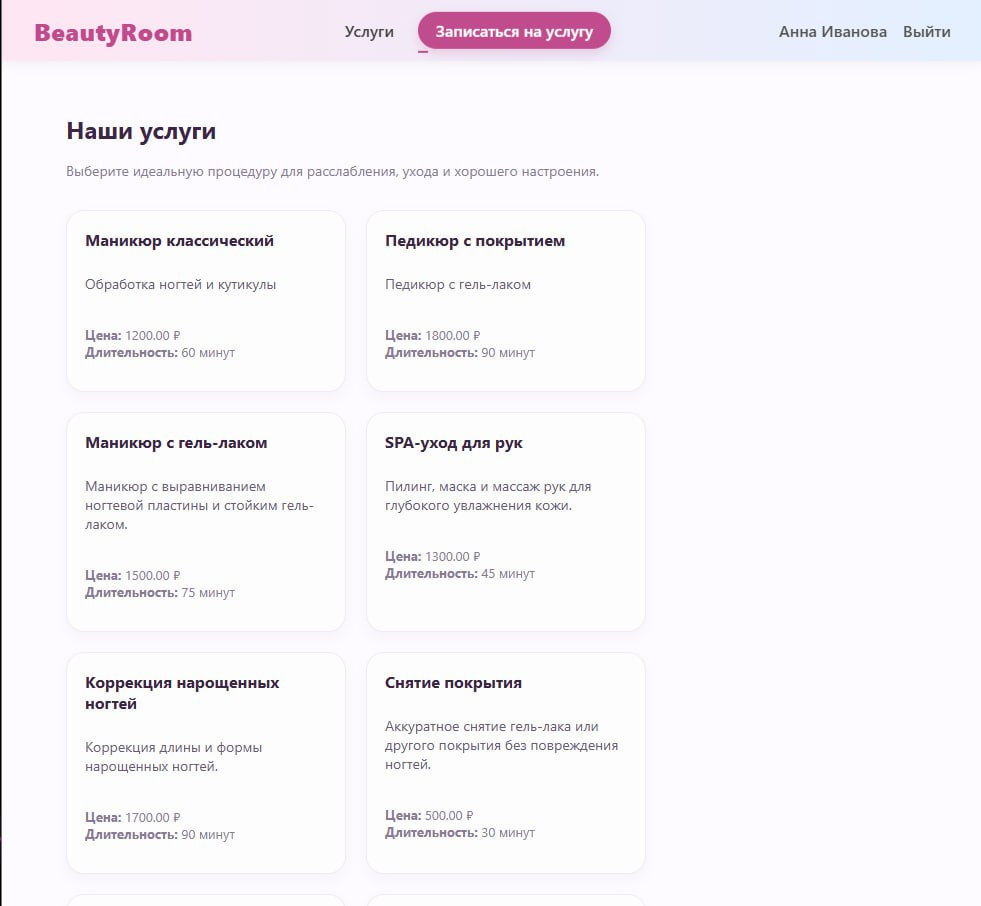 BeautyRoom
Услуги
Записаться на услугу
Анна Иванова
Выйти
Наши услуги
Выберите идеальную процедуру для расслабления, ухода и хорошего настроения.
Маникюр классический
Обработка ногтей и кутикулы
Цена: 1200.00 ₽
Длительность: 60 минут
Педикюр с покрытием
Педикюр с гель-лаком
Цена: 1800.00 ₽
Длительность: 90 минут
Маникюр с гель-лаком
Маникюр с выравниванием
ногтевой пластины и стойким гель-
лаком.
Цена: 1500.00 ₽
Длительность: 75 минут
SPA-уход для рук
Пилинг, маска и массаж рук для
глубокого увлажнения кожи.
Цена: 1300.00 ₽
Длительность: 45 минут
Коррекция нарощенных
ногтей
Коррекция длины и формы
нарощенных ногтей.
Цена: 1700.00 ₽
Длительность: 90 минут
Снятие покрытия
Аккуратное снятие гель-лака или
другого покрытия без повреждения
ногтей.
Цена: 500.00 ₽
Длительность: 30 минут